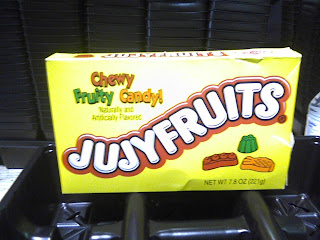 Chewy
Fruity Candy!
Naturally and
Artificially Flavored
JUJYFRUITS®
NET WT 7.8 OZ (221g)